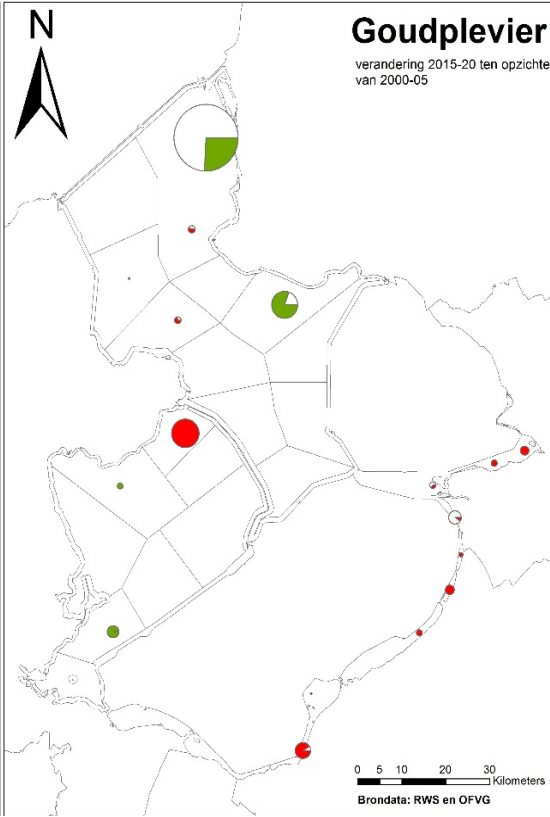 N
Goudplevier
verandering 2015-20 ten opzichte
van 2000-05
0 5 10 20 30
Kilometers
Brondata: RWS en OFVG